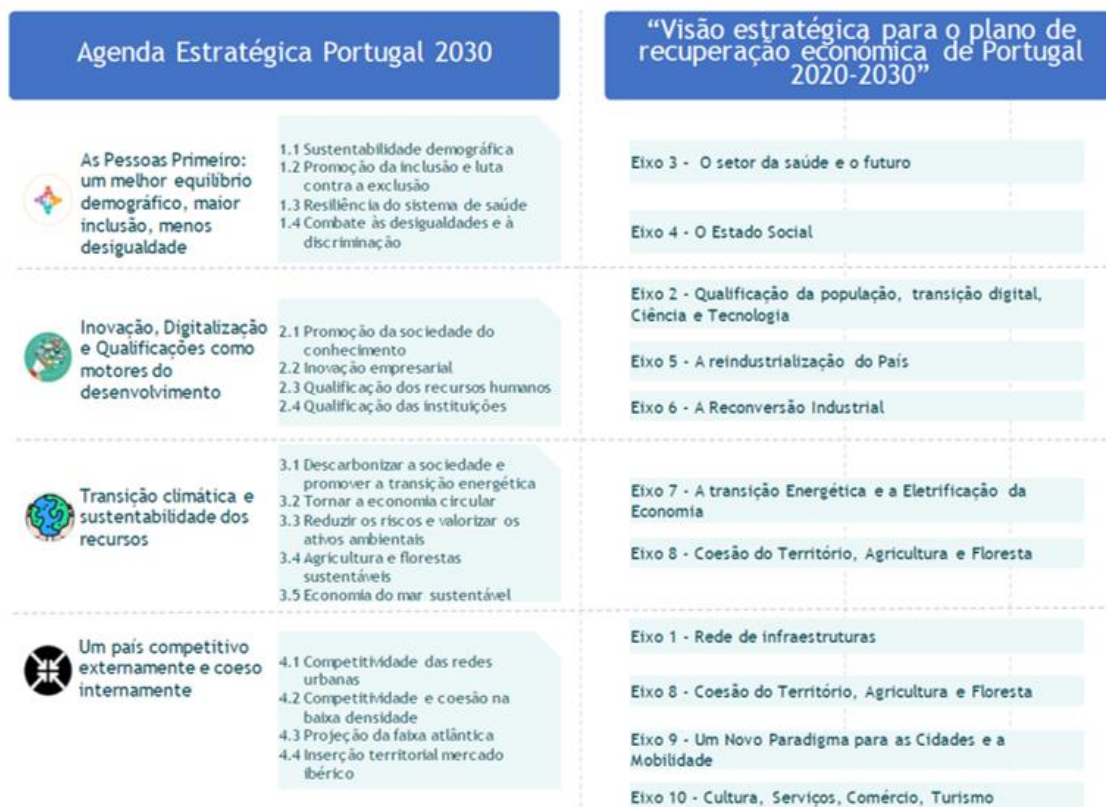 Agenda Estratégica Portugal 2030
“Visão estratégica para o plano de
recuperação económica de Portugal
2020-2030”
As Pessoas Primeiro:
um melhor equilíbrio
demográfico, maior
inclusão, menos
desigualdade
1.1 Sustentabilidade demográfica
1.2 Promoção da inclusão e luta
contra a exclusão
1.3 Resiliência do sistema de saúde
1.4 Combate às desigualdades e à
discriminação
Eixo 3 - O setor da saúde e o futuro
Eixo 4 - O Estado Social
Inovação, Digitalização
e Qualificações como
motores do
desenvolvimento
2.1 Promoção da sociedade do
conhecimento
2.2 Inovação empresarial
2.3 Qualificação dos recursos humanos
2.4 Qualificação das instituições
Eixo 2 - Qualificação da população, transição digital,
Ciência e Tecnologia
Eixo 5 - A reindustrialização do País
Eixo 6 - A Reconversão Industrial
Transição climática e
sustentabilidade dos
recursos
3.1 Descarbonizar a sociedade e
promover a transição energética
3.2 Tornar a economia circular
3.3 Reduzir os riscos e valorizar os
ativos ambientais
3.4 Agricultura e florestas
sustentáveis
3.5 Economia do mar sustentável
Eixo 7 - A transição Energética e a Eletrificação da
Economia
Eixo 8 - Coesão do Território, Agricultura e Floresta
Um país competitivo
externamente e coeso
internamente
4.1 Competitividade das redes
urbanas
4.2 Competitividade e coesão na
baixa densidade
4.3 Projeção da faixa atlântica
4.4 Inserção territorial mercado
ibérico
Eixo 1 - Rede de infraestruturas
Eixo 8 - Coesão do Território, Agricultura e Floresta
Eixo 9 - Um Novo Paradigma para as Cidades e a
Mobilidade
Eixo 10 - Cultura, Serviços, Comércio, Turismo